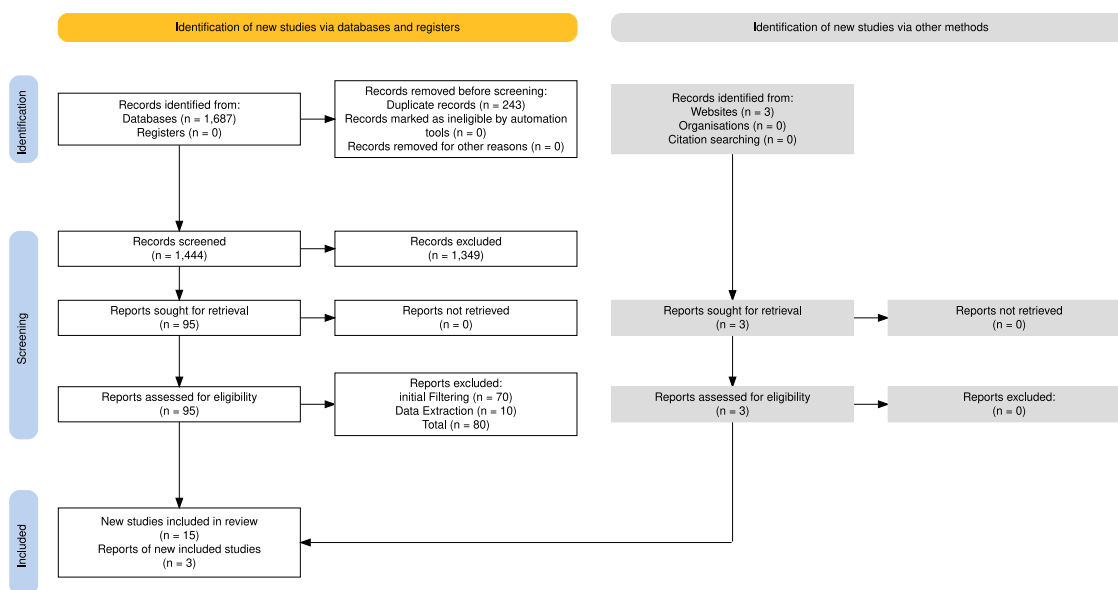 Identification of new studies via databases and registers
Identification of new studies via other methods
Identification
Records identified from:
Databases (n = 1,687)
Registers (n = 0)
Records removed before screening:
Duplicate records (n = 243)
Records marked as ineligible by automation
tools (n = 0)
Records removed for other reasons (n = 0)
Records identified from:
Websites (n = 3)
Organisations (n = 0)
Citation searching (n = 0)
Screening
Records screened
(n = 1,444)
Records excluded
(n = 1,349)
Reports sought for retrieval
(n = 95)
Reports not retrieved
(n = 0)
Reports sought for retrieval
(n = 3)
Reports not retrieved
(n = 0)
Reports assessed for eligibility
(n = 95)
Reports excluded:
initial Filtering (n = 70)
Data Extraction (n = 10)
Total (n = 80)
Reports assessed for eligibility
(n = 3)
Reports excluded:
(n = 0)
Included
New studies included in review
(n = 15)
Reports of new included studies
(n = 3)